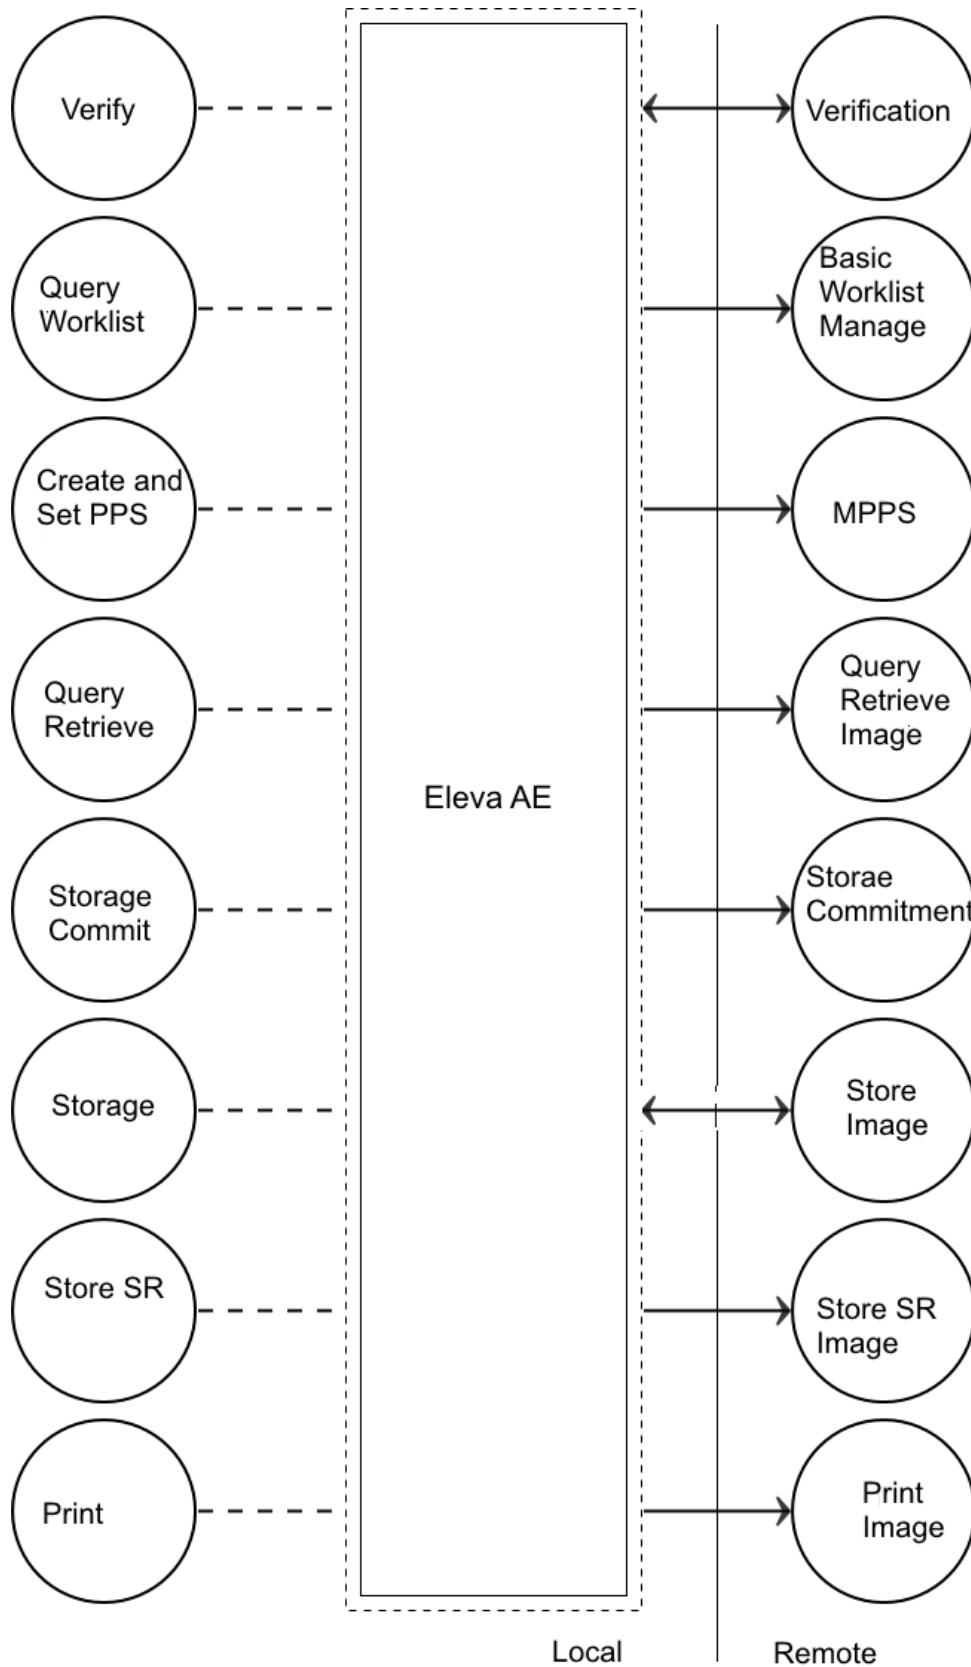 Verify
Verification
Query
Worklist
Basic
Worklist
Manage
Create and
Set PPS
MPPS
Query
Retrieve
Query
Retrieve
Image
Eleva AE
Storage
Commit
Storae
Commitment
Storage
Store
Image
Store SR
Store SR
Image
Print
Print
Image
Local
Remote